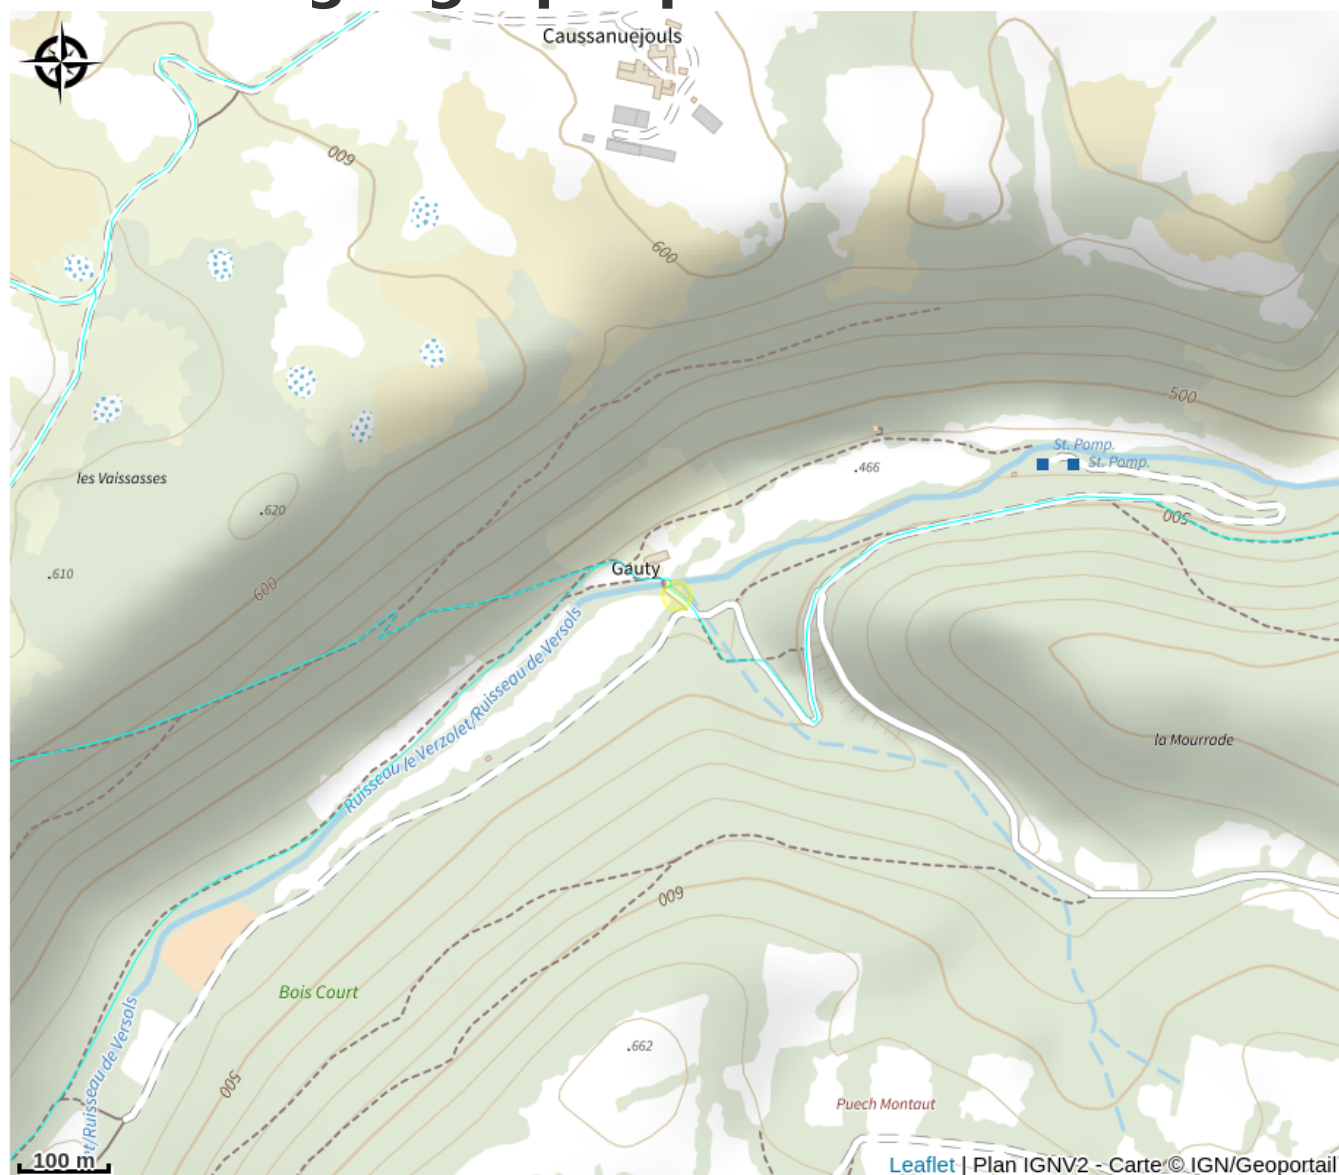 Caussanuejouls
600
600
500
St. Pomp.
St. Pomp.
.466
les Vaissasses
.620
500
.610
600
Gauty
Ruisseau le Verzolet/Ruisseau de Versols
la Mourrade
600
Bois Court
et/Ruisseau de Versols
.662
500
Puech Montaut
100 m
Leaflet | Plan IGNV2 - Carte © IGN/Geoportail